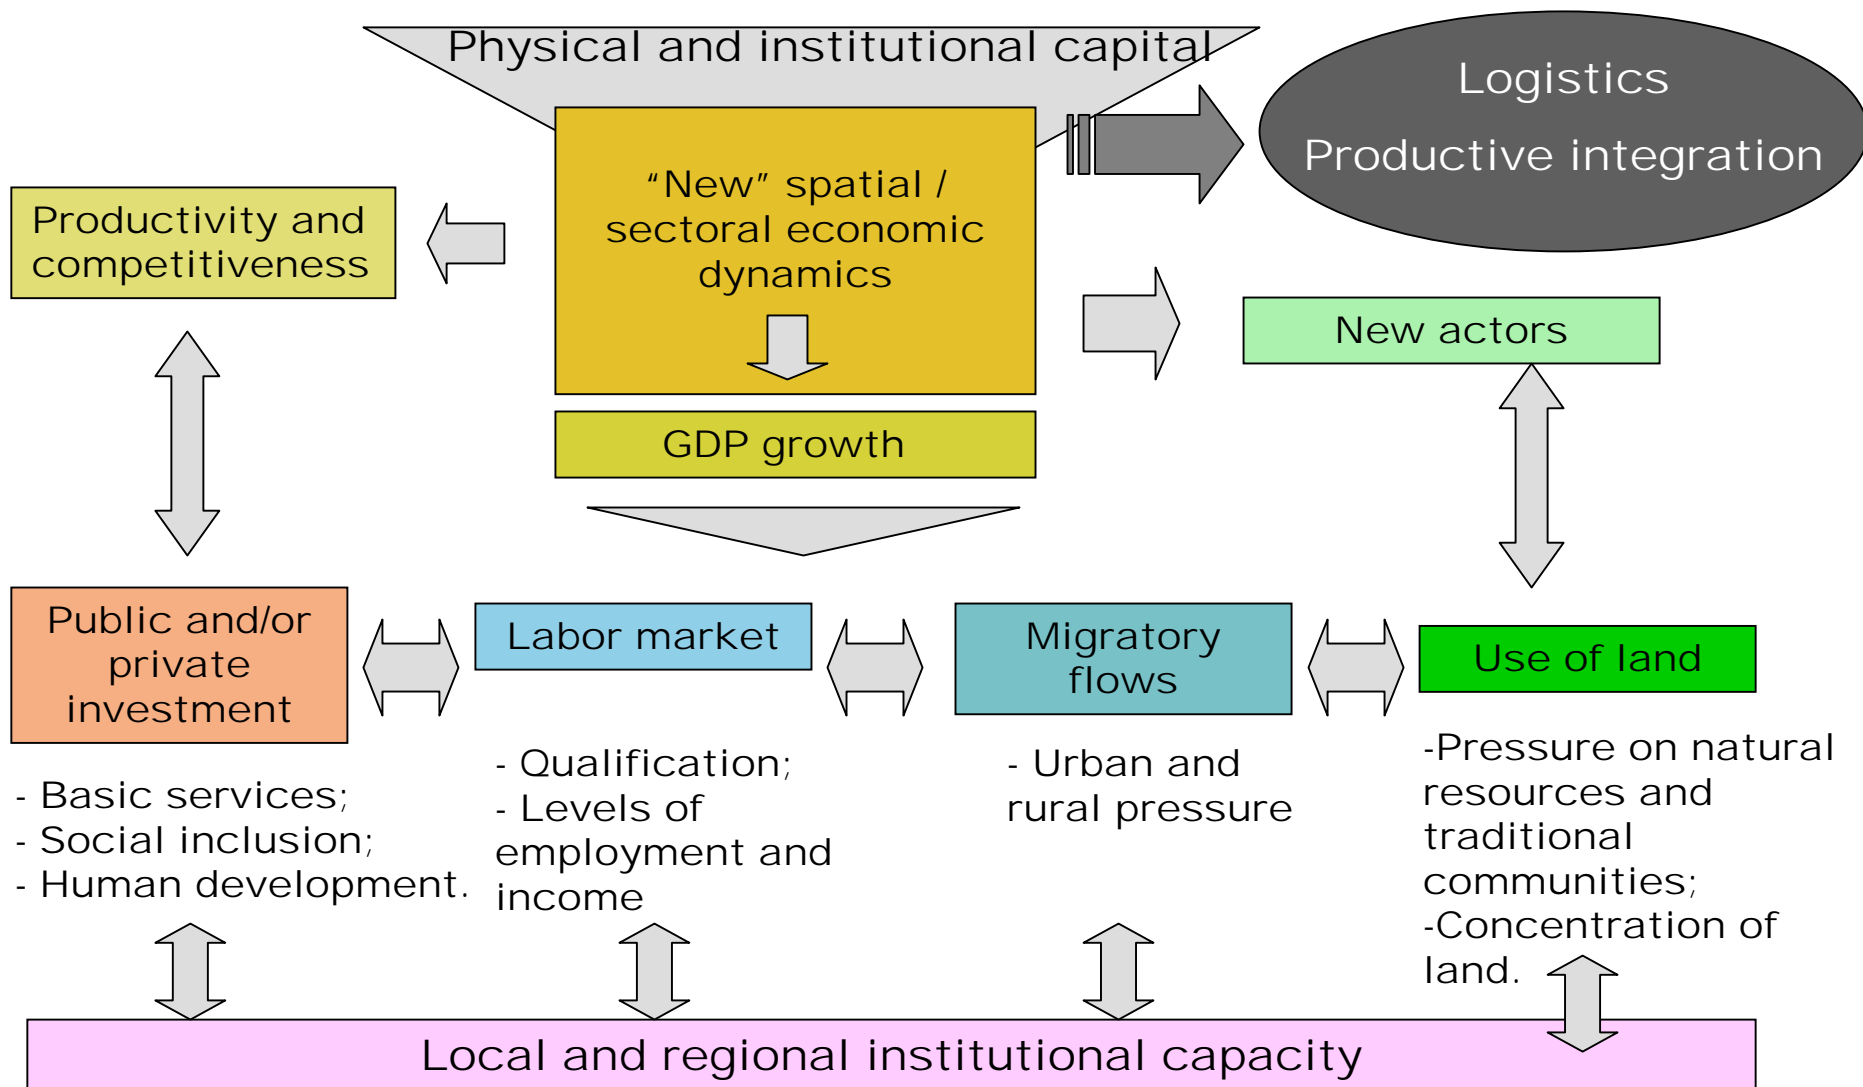 Physical and institutional capital
Logistics
Productive integration
“New” spatial /
sectoral economic
dynamics
Productivity and
competitiveness
New actors
GDP growth
Public and/or
private
investment
Labor market
Migratory
flows
Use of land
- Basic services;
- Social inclusion;
- Human development.
- Qualification;
- Levels of
employment and
income
- Urban and
rural pressure
-Pressure on natural
resources and
traditional
communities;
-Concentration of
land.
Local and regional institutional capacity